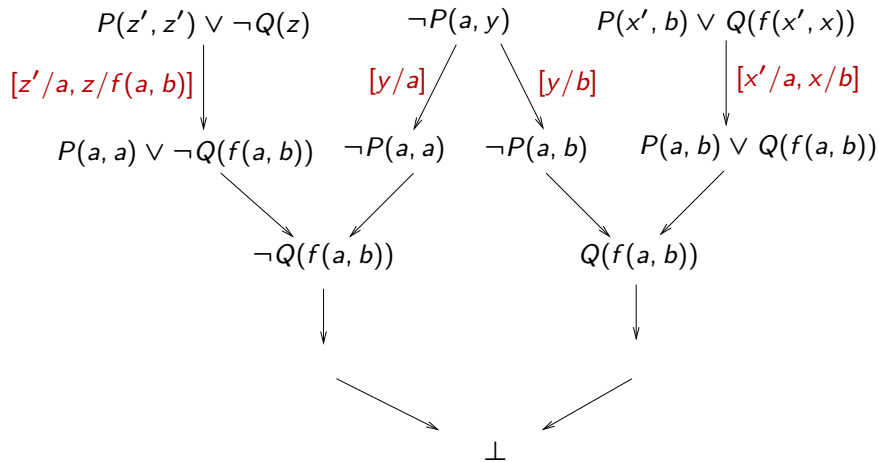 P(z′, z′) ∨ ¬Q(z) ¬P(a, y) P(x′, b) ∨ Q(f(x′, x))
[z′/a, z/f(a, b)] [y/a] [y/b] [x′/a, x/b]
P(a, a) ∨ ¬Q(f(a, b)) ¬P(a, a) ¬P(a, b) P(a, b) ∨ Q(f(a, b))
¬Q(f(a, b)) Q(f(a, b))
⊥